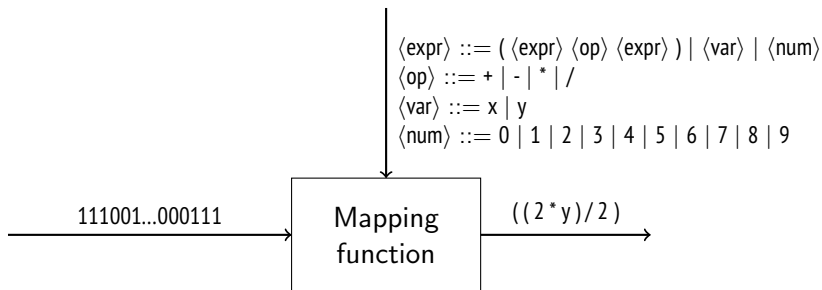 ⟨expr⟩ ::= ( ⟨expr⟩ ⟨op⟩ ⟨expr⟩ ) | ⟨var⟩ | ⟨num⟩
⟨op⟩ ::= + | - | * | /
⟨var⟩ ::= x | y
⟨num⟩ ::= 0 | 1 | 2 | 3 | 4 | 5 | 6 | 7 | 8 | 9
111001...000111
Mapping
function
( ( 2 * y ) / 2 )